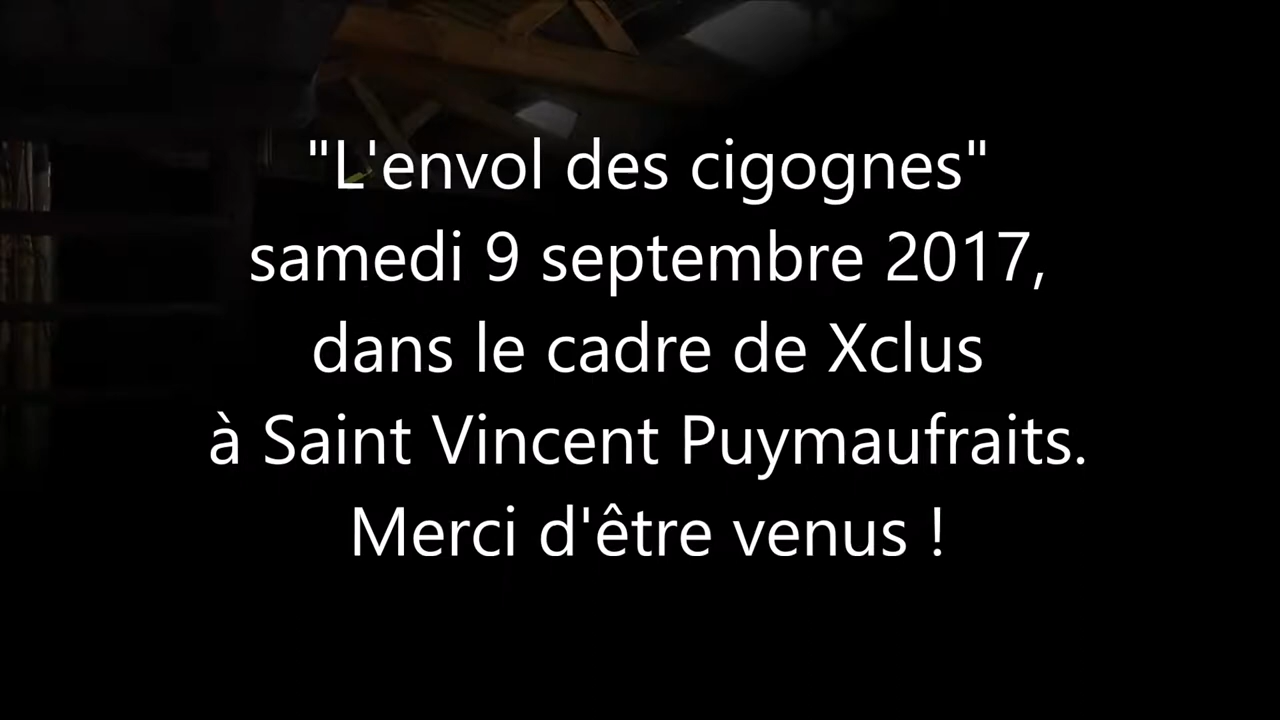 "L'envol des cigognes"
samedi 9 septembre 2017,
dans le cadre de Xclus
à Saint Vincent Puymaufraits.
Merci d'être venus !